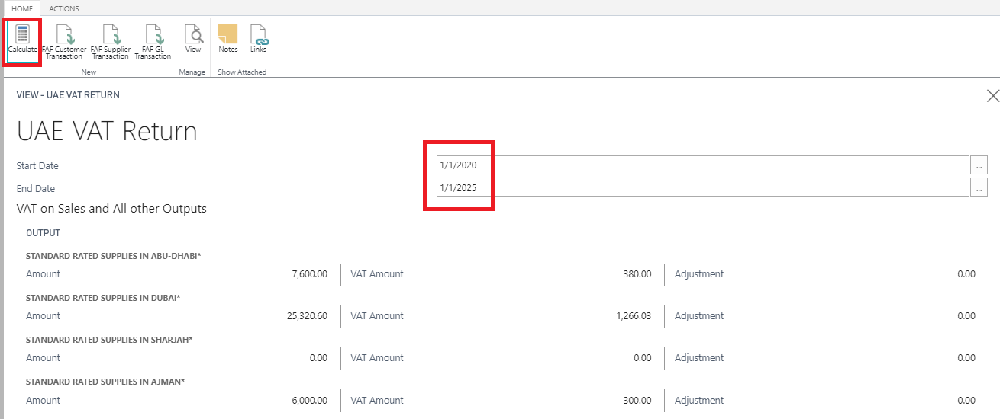 HOME ACTIONS
Calculate FAF Customer Transaction FAF Supplier Transaction FAF GL Transaction View Notes Links
New Manage Show Attached
VIEW - UAE VAT RETURN
UAE VAT Return
Start Date 1/1/2020 ...
End Date 1/1/2025 ...
VAT on Sales and All other Outputs
OUTPUT
STANDARD RATED SUPPLIES IN ABU-DHABI*
Amount 7,600.00 VAT Amount 380.00 Adjustment 0.00
STANDARD RATED SUPPLIES IN DUBAI*
Amount 25,320.60 VAT Amount 1,266.03 Adjustment 0.00
STANDARD RATED SUPPLIES IN SHARJAH*
Amount 0.00 VAT Amount 0.00 Adjustment 0.00
STANDARD RATED SUPPLIES IN AJMAN*
Amount 6,000.00 VAT Amount 300.00 Adjustment 0.00